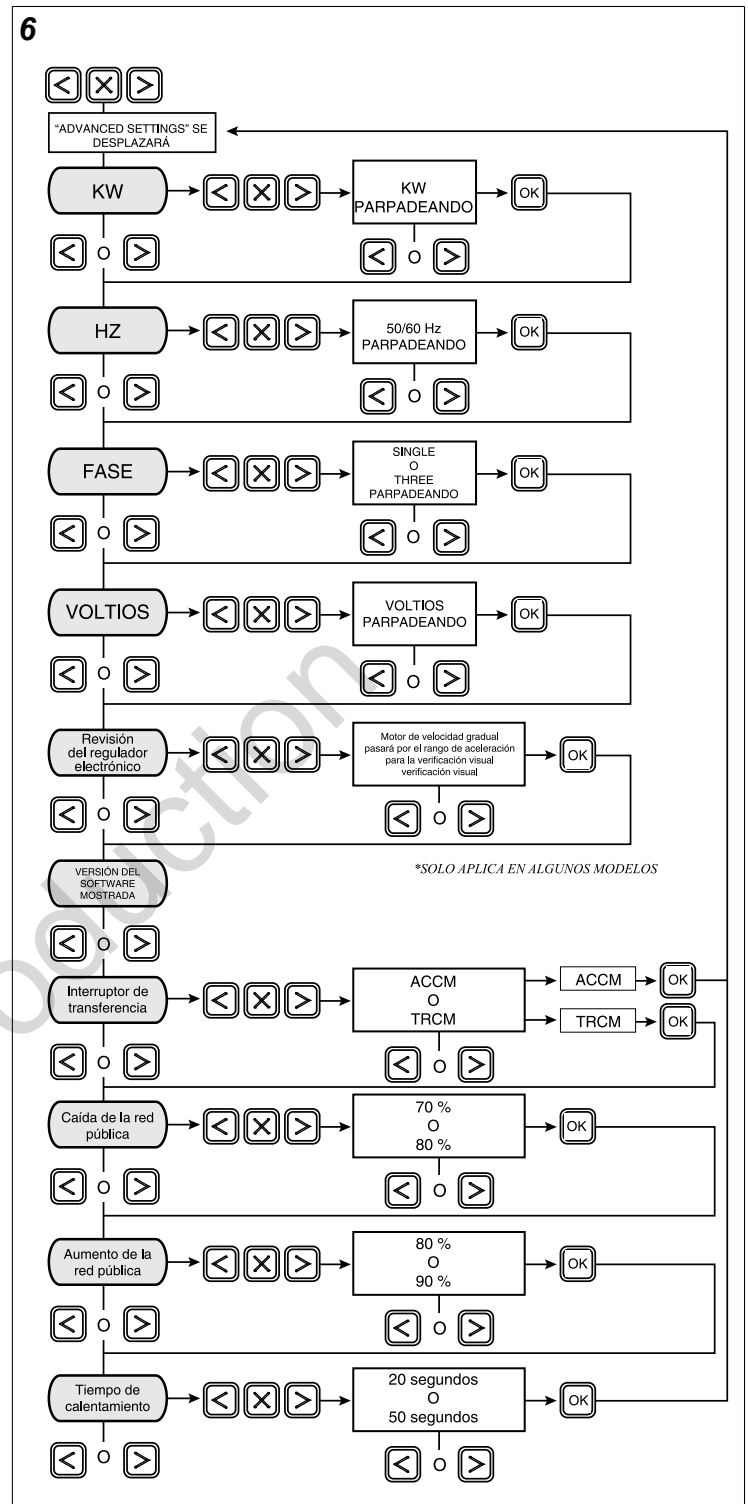 6
< X >
“ADVANCED SETTINGS” SE
DESPLAZARÁ
KW
< X >
KW
PARPADEANDO
OK
< O >
< O >
HZ
< X >
50/60 Hz
PARPADEANDO
OK
< O >
< O >
FASE
< X >
SINGLE
O
THREE
PARPADEANDO
OK
< O >
< O >
VOLTIOS
< X >
VOLTIOS
PARPADEANDO
OK
< O >
< O >
Revisión
del regulador
electrónico
< X >
Motor de velocidad gradual
pasará por el rango de aceleración
para la verificación visual
verificación visual
OK
< O >
< O >
VERSIÓN DEL
SOFTWARE
MOSTRADA
*SOLO APLICA EN ALGUNOS MODELOS
< O >
Interruptor de
transferencia
< X >
ACCM
O
TRCM
ACCM
OK
TRCM
OK
< O >
< O >
Caída de la red
pública
< X >
70 %
O
80 %
OK
< O >
< O >
Aumento de la
red pública
< X >
80 %
O
90 %
OK
< O >
< O >
Tiempo de
calentamiento
< X >
20 segundos
O
50 segundos
OK
< O >
< O >
oduction